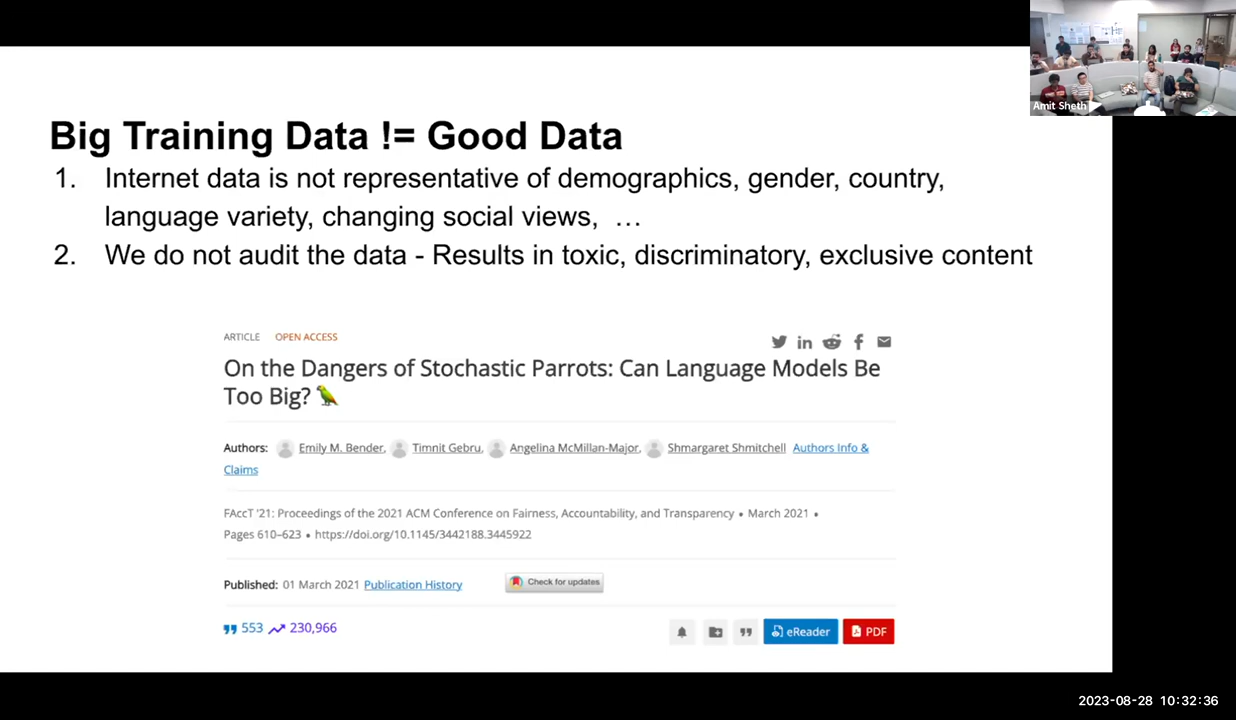 Amit Sheth
Big Training Data != Good Data
1. Internet data is not representative of demographics, gender, country,
language variety, changing social views, …
2. We do not audit the data - Results in toxic, discriminatory, exclusive content
ARTICLE OPEN ACCESS
On the Dangers of Stochastic Parrots: Can Language Models Be
Too Big? 🦜
Authors: Emily M. Bender, Timnit Gebru, Angelina McMillan-Major, Shmargaret Shmitchell Authors Info &
Claims
FAccT '21: Proceedings of the 2021 ACM Conference on Fairness, Accountability, and Transparency • March 2021 •
Pages 610–623 • https://doi.org/10.1145/3442188.3445922
Published: 01 March 2021 Publication History Check for updates
553 230,966
eReader PDF
2023-08-28 10:32:36